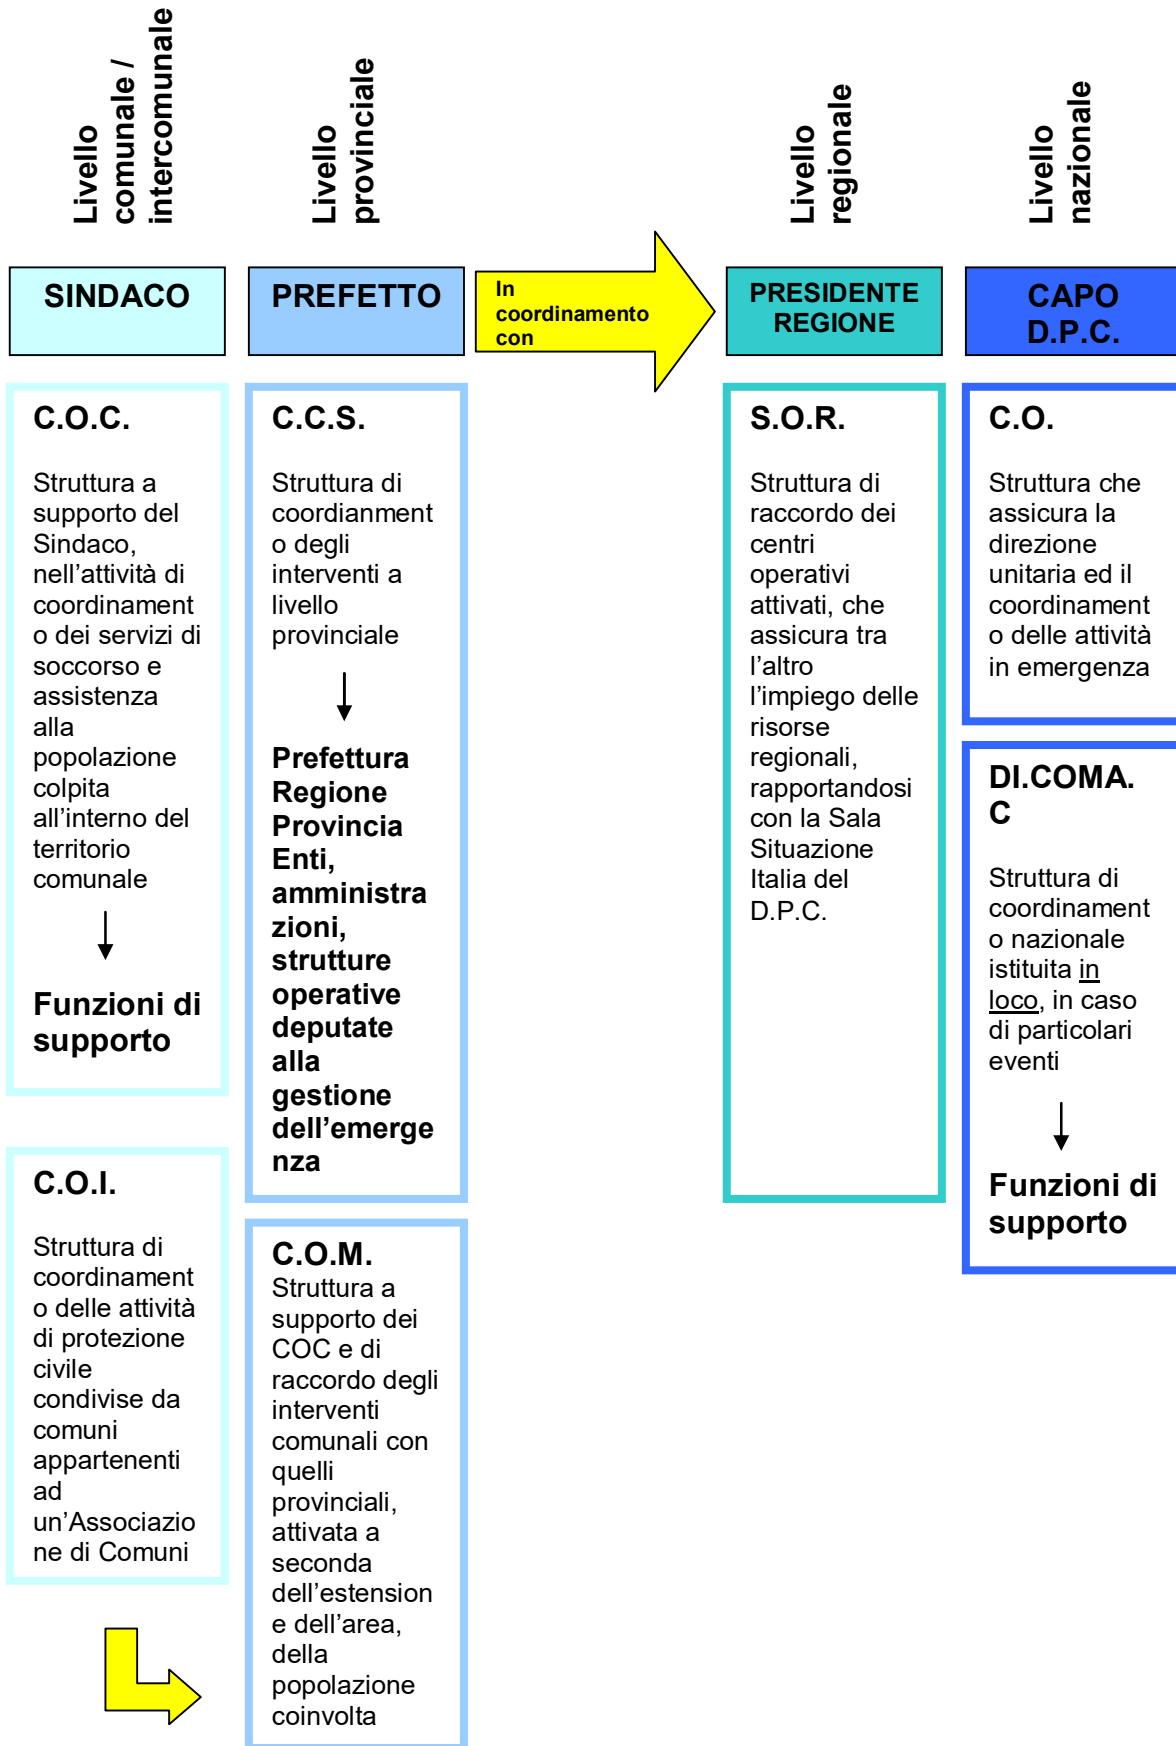 Livello
comunale /
intercomunale
Livello
provinciale
Livello
regionale
Livello
nazionale
SINDACO
PREFETTO
In
coordinamento
con
PRESIDENTE
REGIONE
CAPO
D.P.C.
C.O.C.
Struttura a
supporto del
Sindaco,
nell’attività di
coordinament
o dei servizi di
soccorso e
assistenza
alla
popolazione
colpita
all’interno del
territorio
comunale
Funzioni di
supporto
C.O.I.
Struttura di
coordinament
o delle attività
di protezione
civile
condivise da
comuni
appartenenti
ad
un’Associazio
ne di Comuni
C.C.S.
Struttura di
coordianment
o degli
interventi a
livello
provinciale
Prefettura
Regione
Provincia
Enti,
amministra
zioni,
strutture
operative
deputate
alla
gestione
dell’emerge
nza
C.O.M.
Struttura a
supporto dei
COC e di
raccordo degli
interventi
comunali con
quelli
provinciali,
attivata a
seconda
dell’estension
e dell’area,
della
popolazione
coinvolta
S.O.R.
Struttura di
raccordo dei
centri
operativi
attivati, che
assicura tra
l’altro
l’impiego delle
risorse
regionali,
rapportandosi
con la Sala
Situazione
Italia del
D.P.C.
C.O.
Struttura che
assicura la
direzione
unitaria ed il
coordinament
o delle attività
in emergenza
DI.COMA.
C
Struttura di
coordinament
o nazionale
istituita in
loco, in caso
di particolari
eventi
Funzioni di
supporto